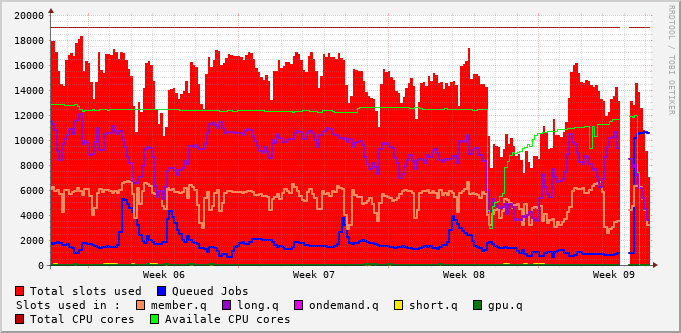 20000
18000
16000
14000
12000
10000
8000
6000
4000
2000
0
Week 06 Week 07 Week 08 Week 09
RRDTOOL / TOBI OETIKER
Total slots used Queued Jobs
Slots used in : member.q long.q ondemand.q short.q gpu.q
Total CPU cores Availale CPU cores